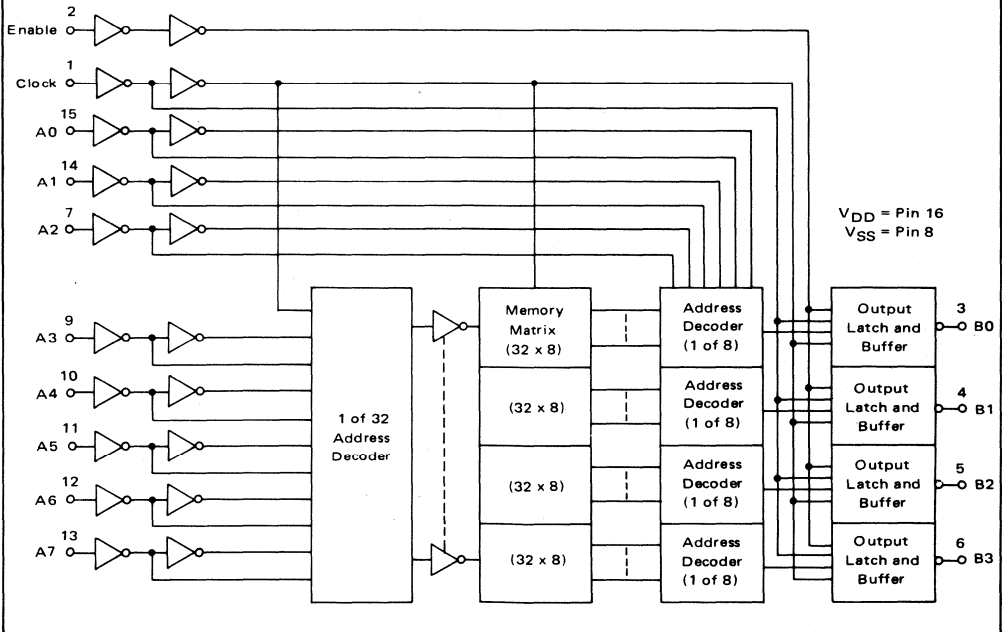 2
Enable
1
Clock
15
A0
14
A1
7
A2
VDD = Pin 16
VSS = Pin 8
9
A3
10
A4
11
A5
12
A6
13
A7
1 of 32
Address
Decoder
Memory
Matrix
(32 x 8)
(32 x 8)
(32 x 8)
(32 x 8)
Address
Decoder
(1 of 8)
Address
Decoder
(1 of 8)
Address
Decoder
(1 of 8)
Address
Decoder
(1 of 8)
Output
Latch and
Buffer
3
B0
Output
Latch and
Buffer
4
B1
Output
Latch and
Buffer
5
B2
Output
Latch and
Buffer
6
B3